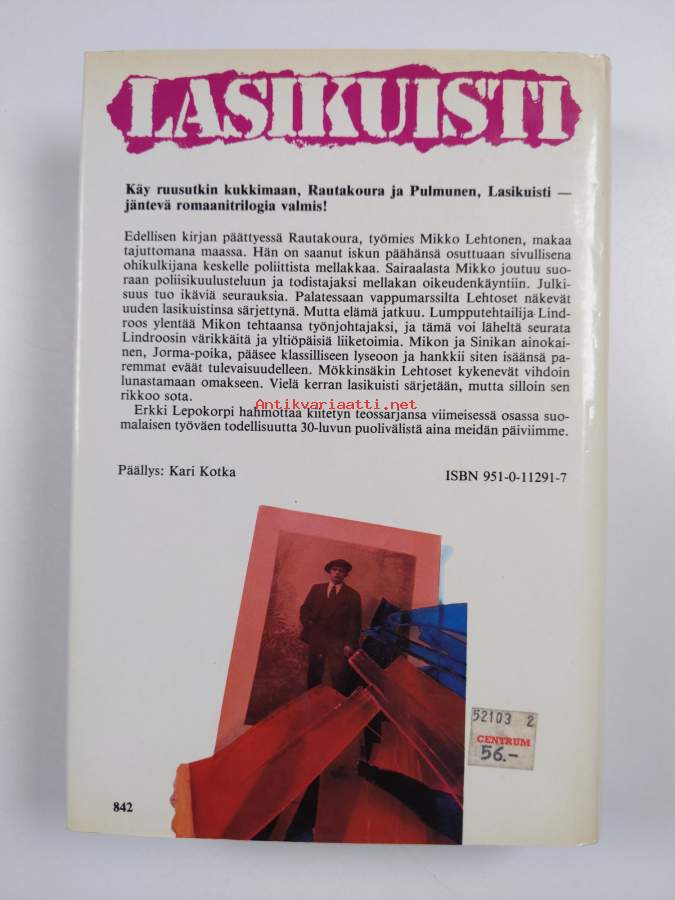 LASIKUISTI
Käy ruusutkin kukkimaan, Rautakoura ja Pulmunen, Lasikuisti —
jäntevä romaanitrilogia valmis!
Edellisen kirjan päättyessä Rautakoura, työmies Mikko Lehtonen, makaa
tajuttomana maassa. Hän on saanut iskun päähänsä osuttuaan sivullisena
ohikulkijana keskelle poliittista mellakkaa. Sairaalasta Mikko joutuu suo-
raan poliisikuulusteluun ja todistajaksi mellakan oikeudenkäyntiin. Julki-
suus tuo ikäviä seurauksia. Palatessaan vappumarssilta Lehtoset näkevät
uuden lasikuistinsa särjettynä. Mutta elämä jatkuu. Lumpputehtailija Lind-
roos ylentää Mikon tehtaansa työnjohtajaksi, ja tämä voi läheltä seurata
Lindroosin värikkäitä ja yltiöpäisiä liiketoimia. Mikon ja Sinikan ainokai-
nen, Jorma-poika, pääsee klassilliseen lyseoon ja hankkii siten isäänsä pa-
remmat eväät tulevaisuudelleen. Mökkinsäkin Lehtoset kykenevät vihdoin
lunastamaan omakseen. Vielä kerran lasikuisti särjetään, mutta silloin sen
rikkoo sota.
Antikvariaatti.net
Erkki Lepokorpi hahmottaa kiitetyn teossarjansa viimeisessä osassa suo-
malaisen työväen todellisuutta 30-luvun puolivälistä aina meidän päiviimme.
Päällys: Kari Kotka
ISBN 951-0-11291-7
52103 2
CENTRUM
56.-
842